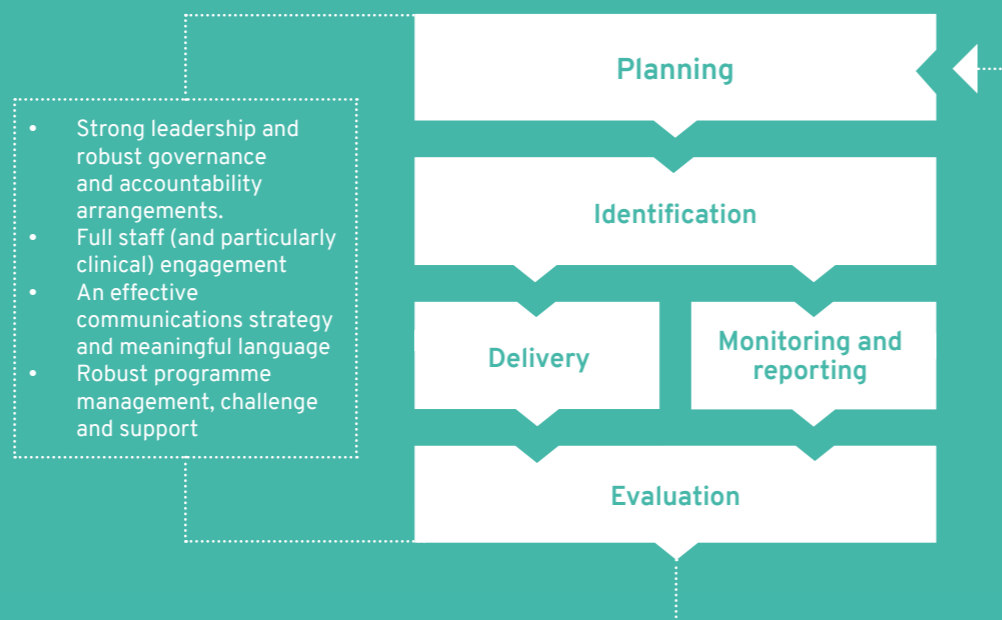 Planning
• Strong leadership and
robust governance
and accountability
arrangements.
• Full staff (and particularly
clinical) engagement
• An effective
communications strategy
and meaningful language
• Robust programme
management, challenge
and support
Identification
Delivery
Monitoring and
reporting
Evaluation